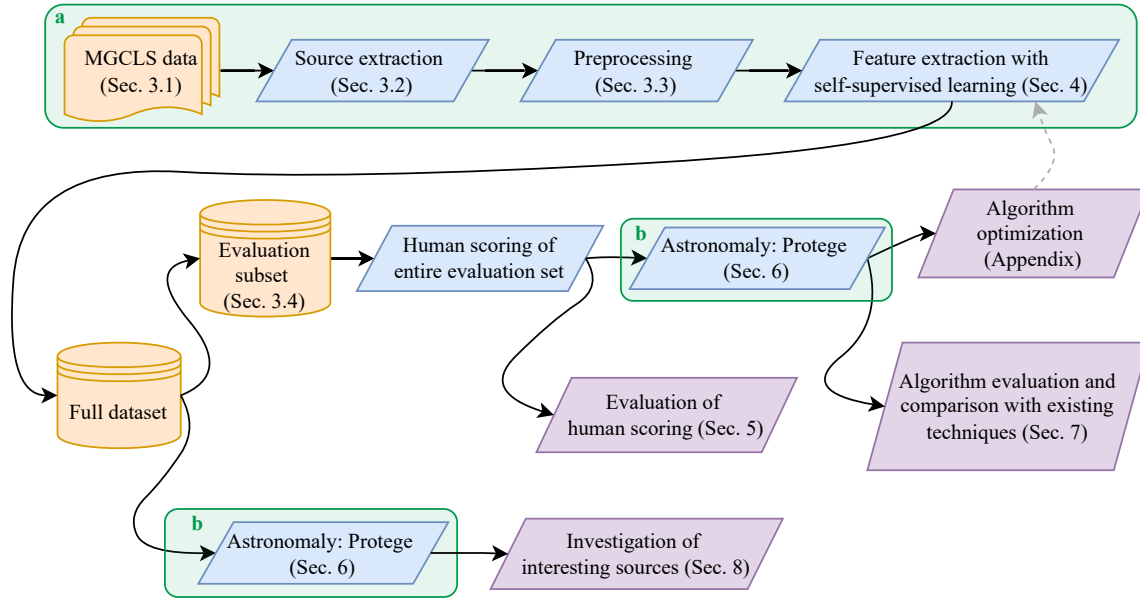 a
MGCLS data
(Sec. 3.1)
Source extraction
(Sec. 3.2)
Preprocessing
(Sec. 3.3)
Feature extraction with
self-supervised learning (Sec. 4)
Evaluation
subset
(Sec. 3.4)
Human scoring of
entire evaluation set
b
Astronomaly: Protege
(Sec. 6)
Algorithm
optimization
(Appendix)
Full dataset
Evaluation of
human scoring (Sec. 5)
Algorithm evaluation and
comparison with existing
techniques (Sec. 7)
b
Astronomaly: Protege
(Sec. 6)
Investigation of
interesting sources (Sec. 8)